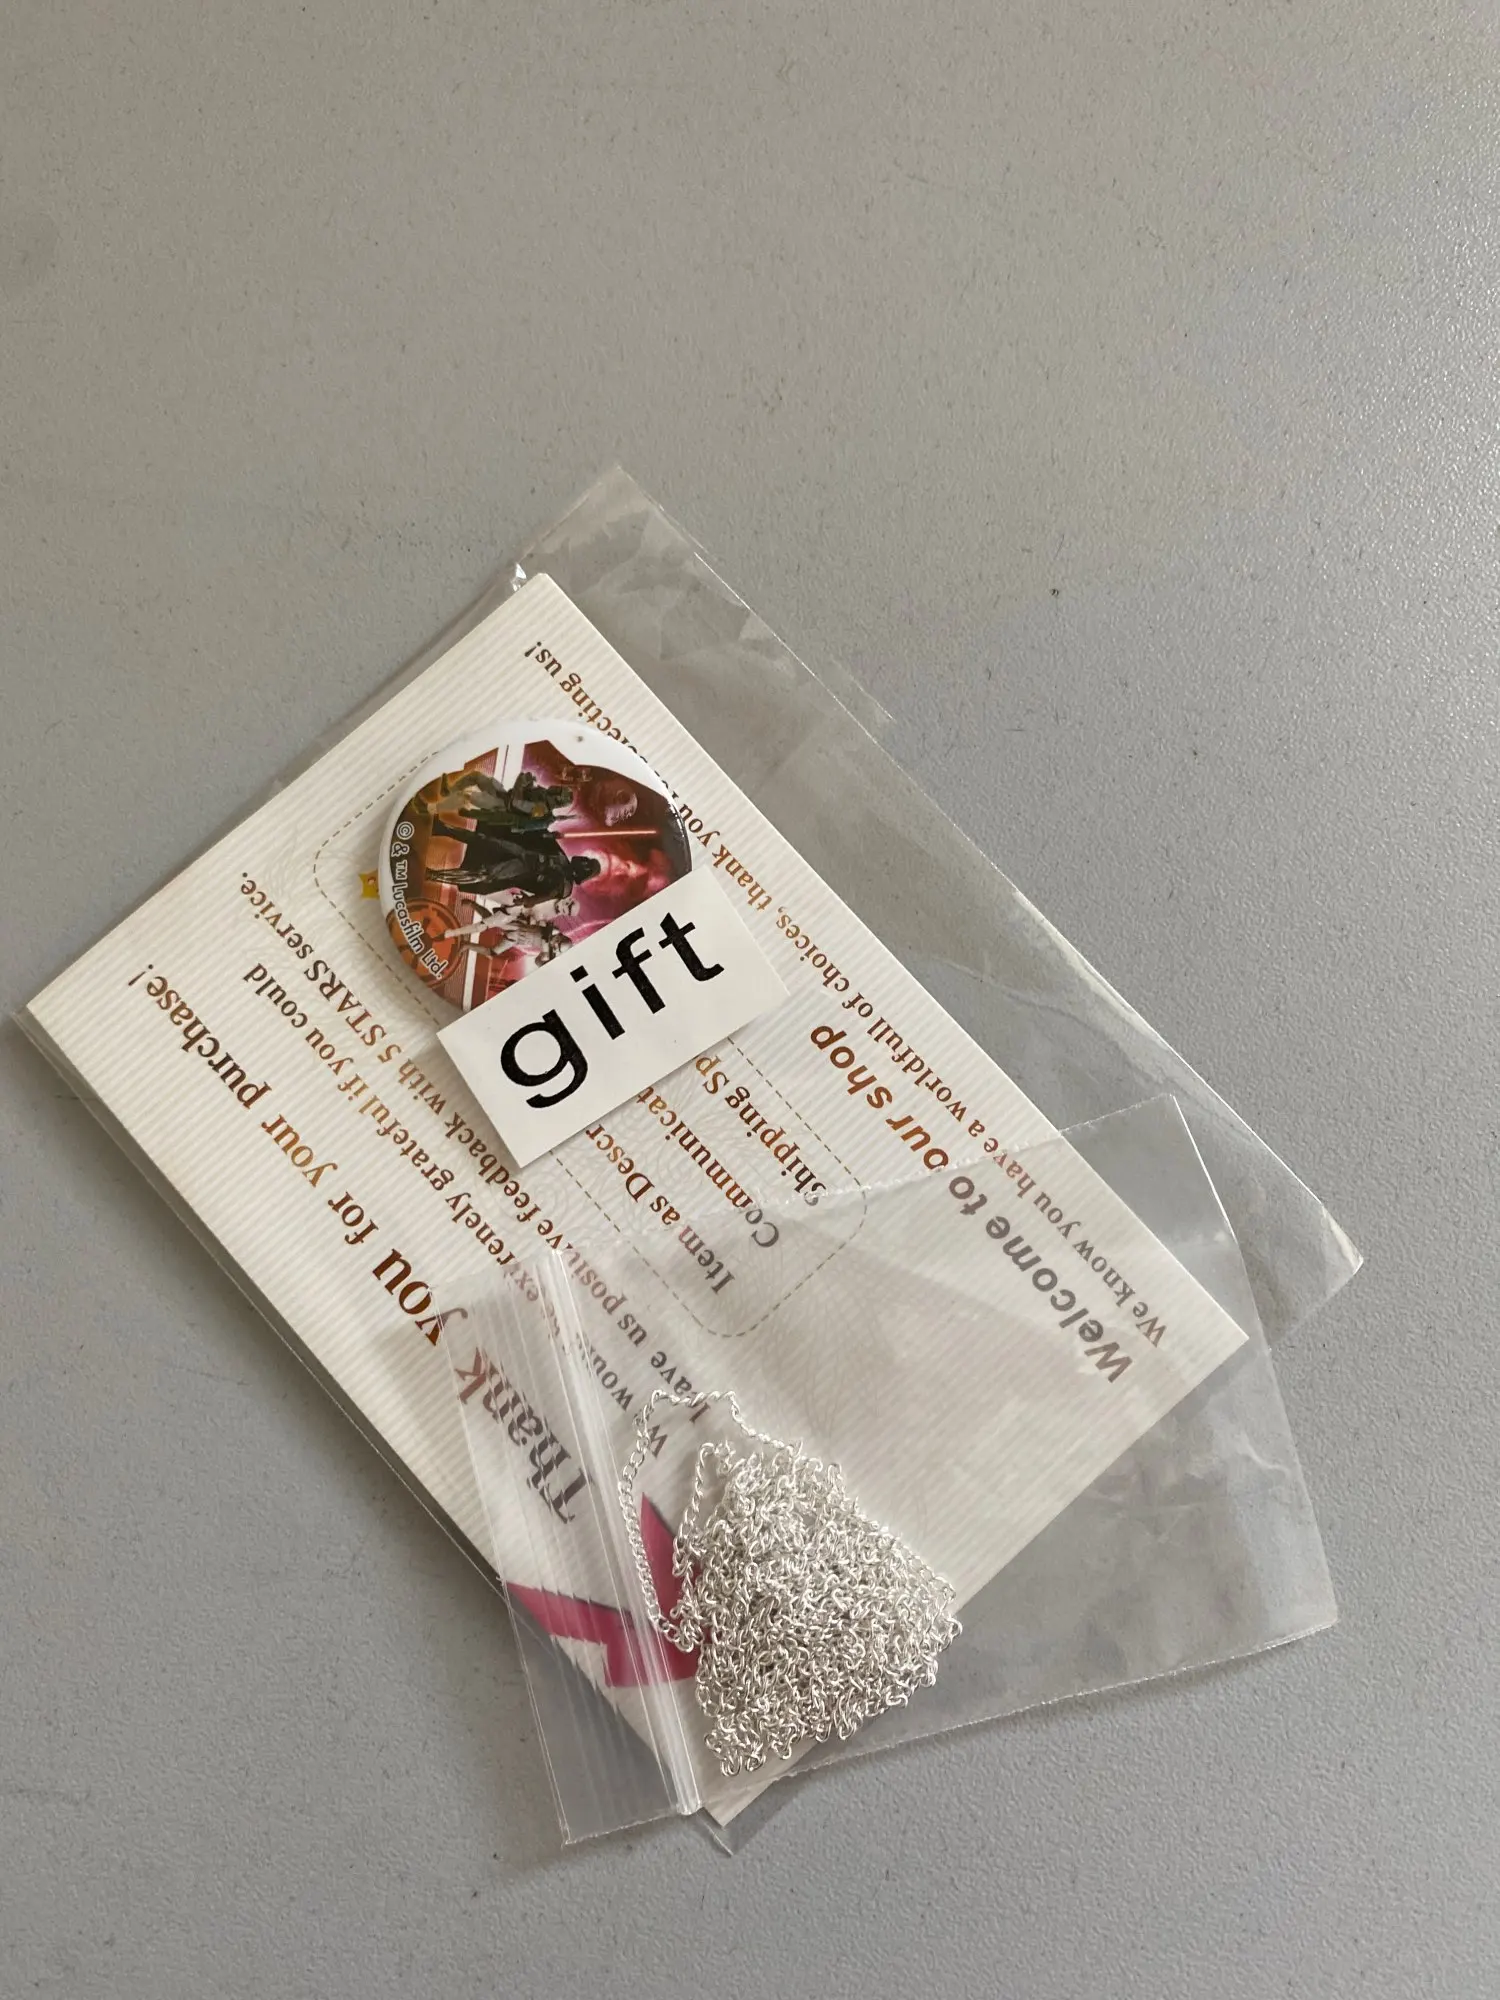 Thank you for your purchase!
We would be extremely grateful if you could
leave us positive feedback with 5 STARS service.
Item as Descr
Communicat
Shipping Sp
Welcome to our shop
We know you have a worldfull of choices, thank you for selecting us!
© & TM Lucasfilm Ltd.
gift